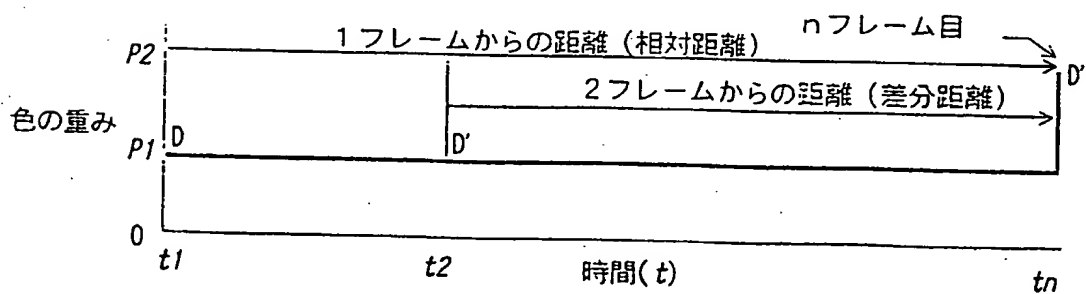 nフレーム目
1フレームからの距離(相対距離)
P2
D'
2フレームからの距離(差分距離)
色の重み
P1
D
D'
0
t1
t2
時間(t)
tn